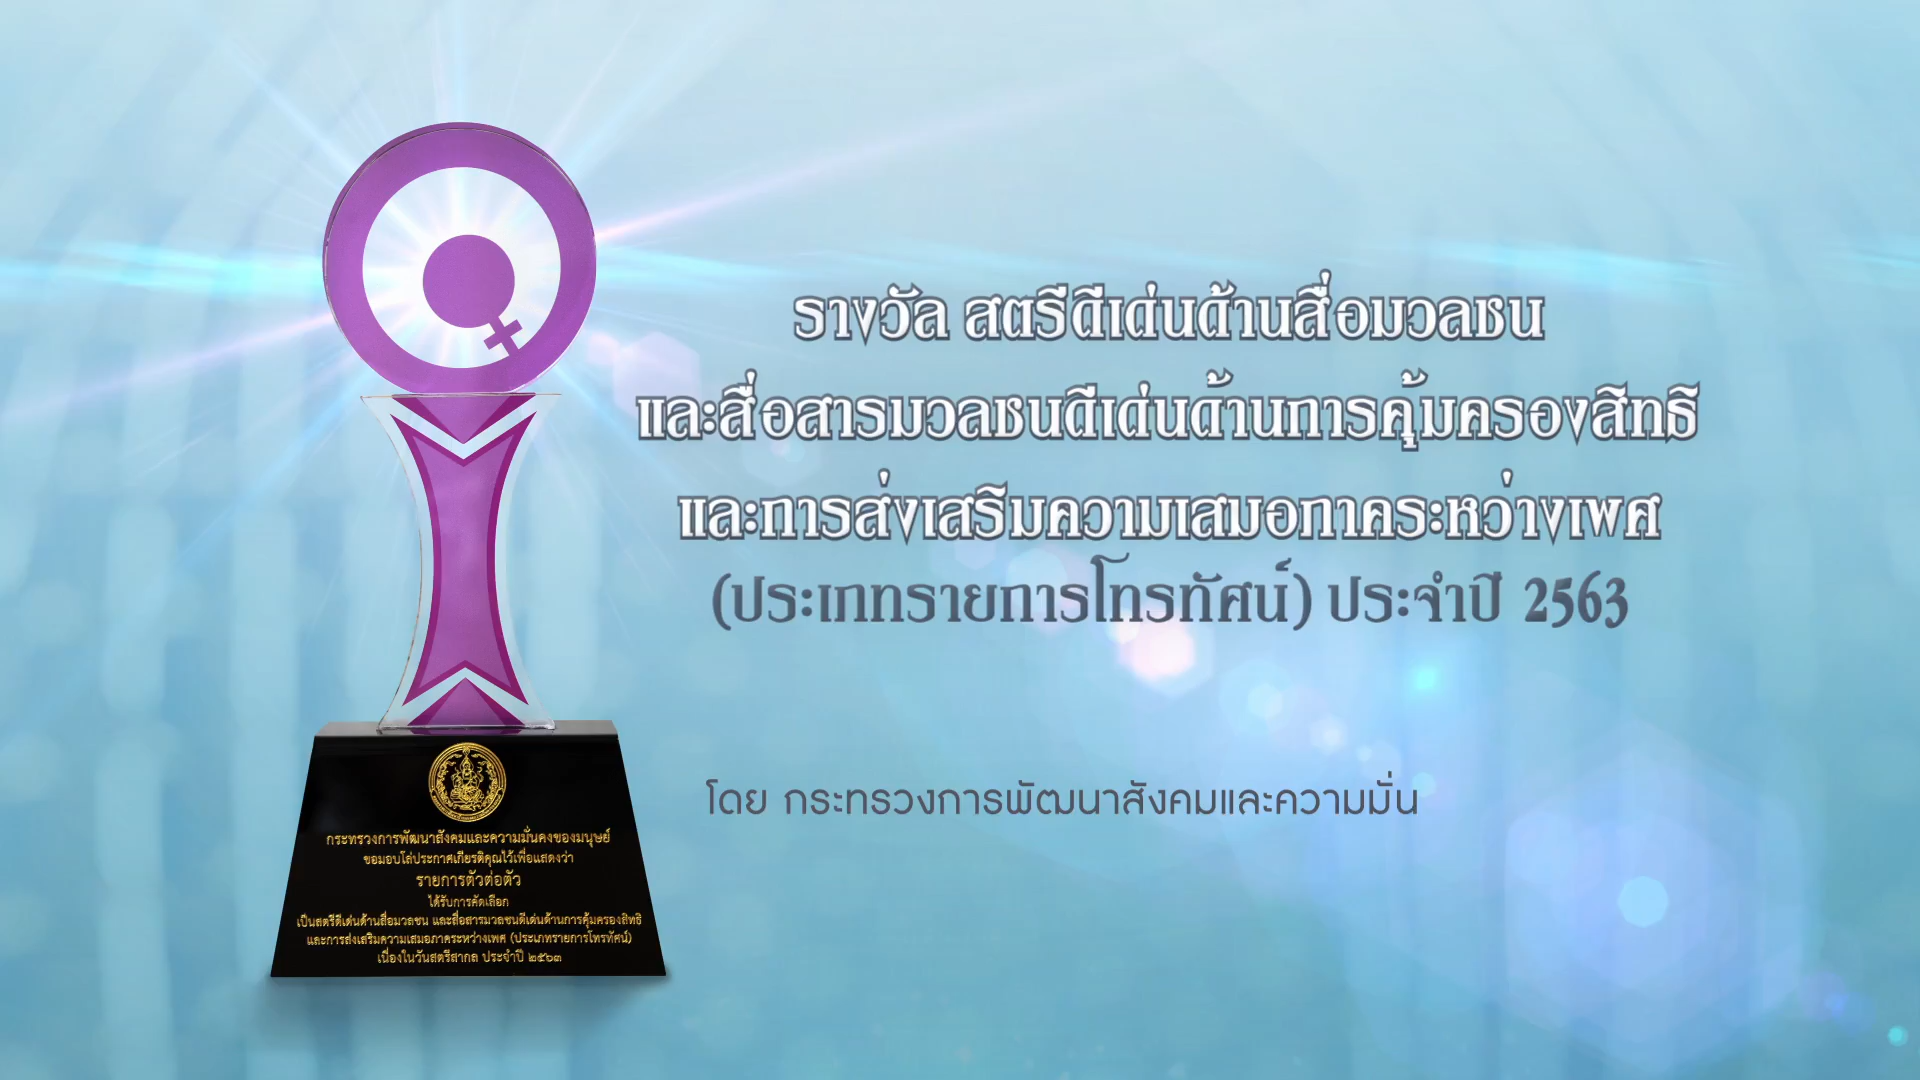 รางวัล สตรีดีเด่นด้านสื่อมวลชน
และสื่อสารมวลชนดีเด่นด้านการคุ้มครองสิทธิ
และการส่งเสริมความเสมอภาคระหว่างเพศ
(ประเภทรายการโทรทัศน์) ประจำปี 2563
โดย กระทรวงการพัฒนาสังคมและความมั่น
กระทรวงการพัฒนาสังคมและความมั่นคงของมนุษย์
ขอมอบโล่ประกาศเกียรติคุณไว้เพื่อแสดงว่า
รายการตัวต่อตัว
ได้รับการคัดเลือก
เป็นสตรีดีเด่นด้านสื่อมวลชน และสื่อสารมวลชนดีเด่นด้านการคุ้มครองสิทธิ
และการส่งเสริมความเสมอภาคระหว่างเพศ (ประเภทรายการโทรทัศน์)
เนื่องในวันสตรีสากล ประจำปี ๒๕๖๓